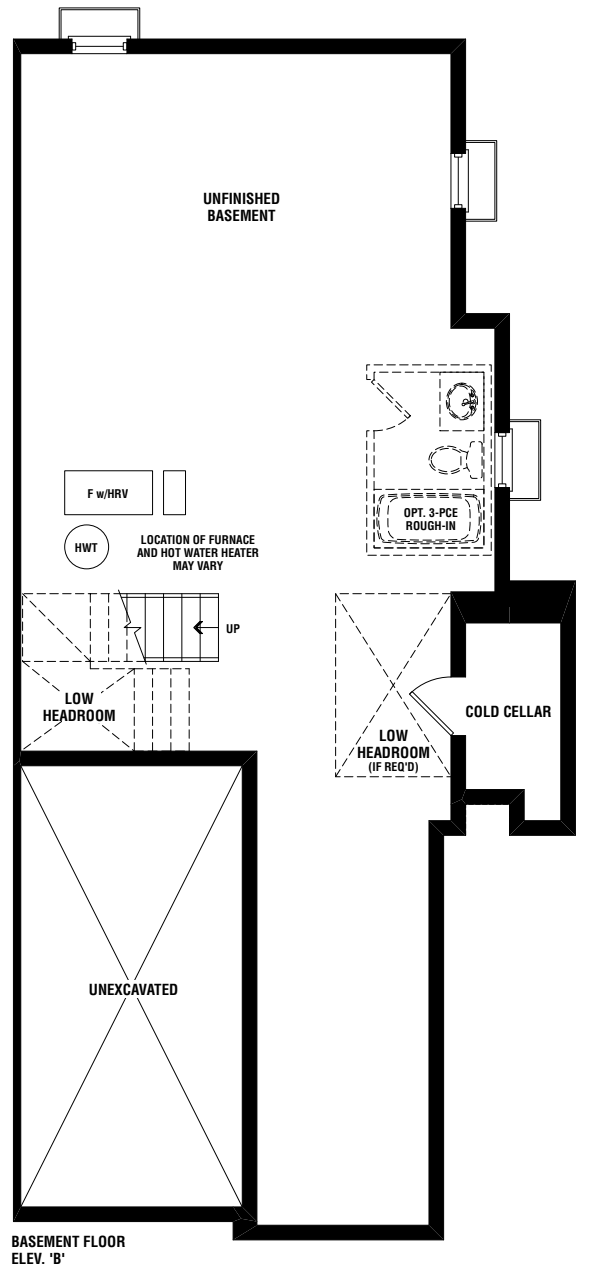 UNFINISHED
BASEMENT
OPT. 3-PCE
ROUGH-IN
F w/HRV
HWT
LOCATION OF FURNACE
AND HOT WATER HEATER
MAY VARY
UP
LOW
HEADROOM
COLD CELLAR
LOW
HEADROOM
(IF REQ'D)
UNEXCAVATED
BASEMENT FLOOR
ELEV. 'B'